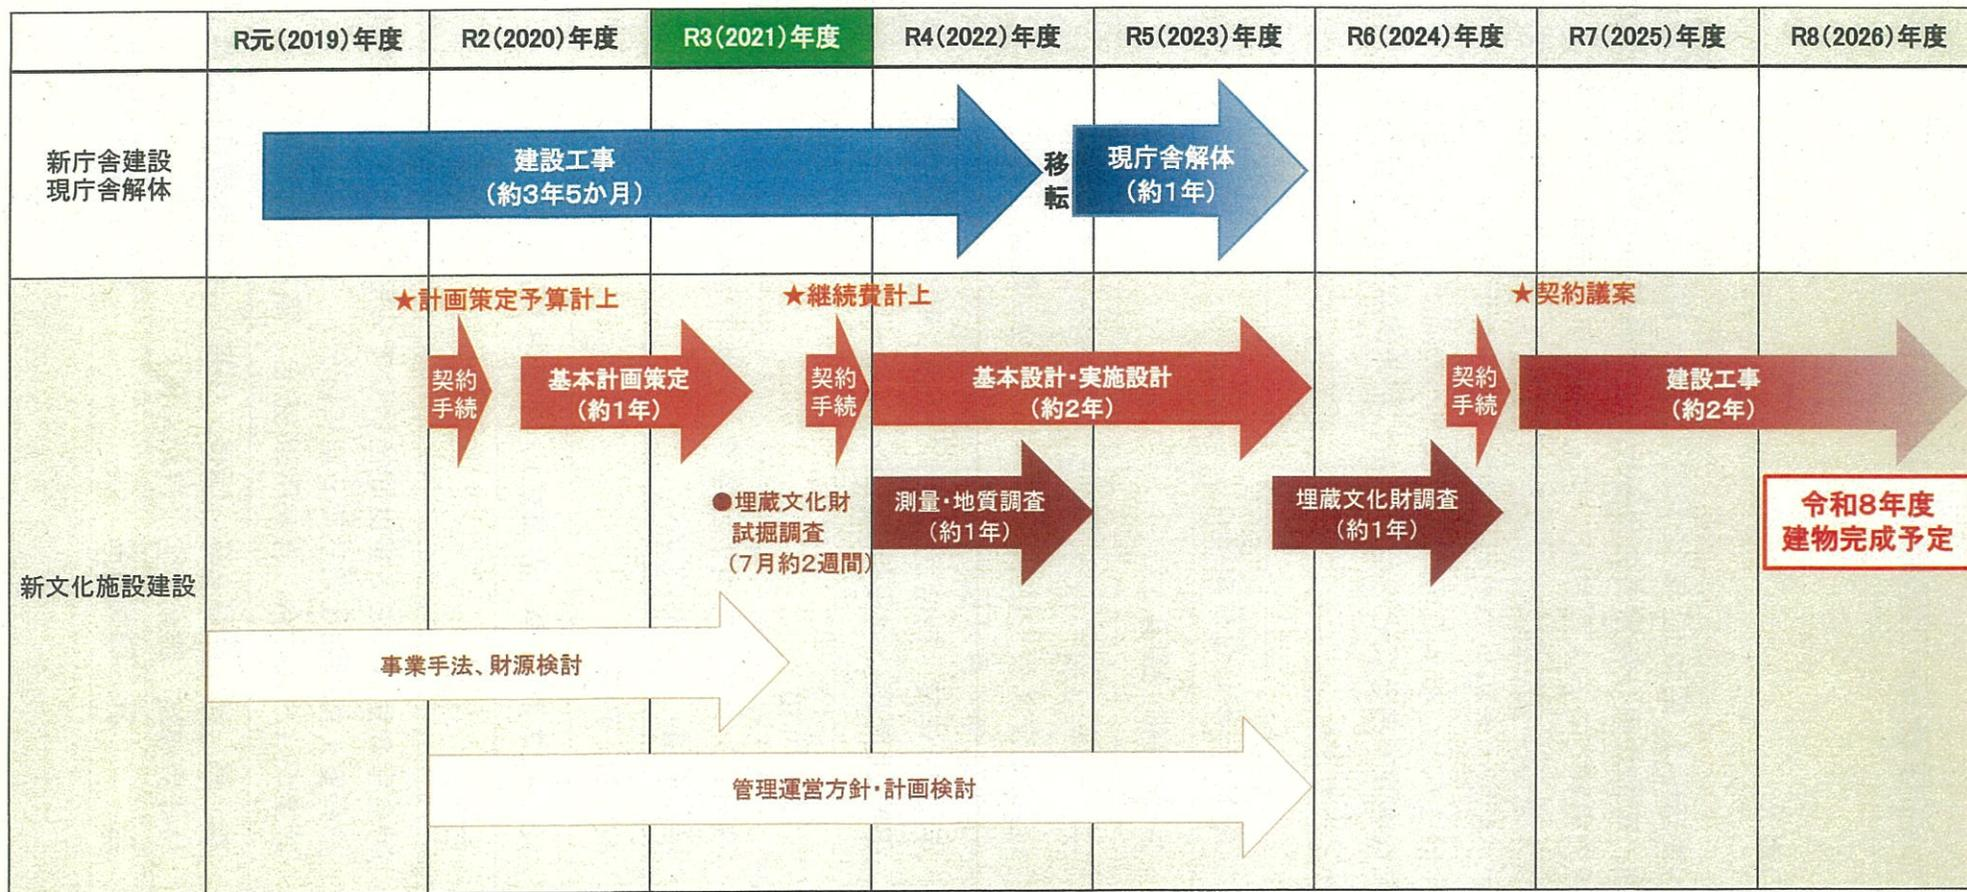 R元(2019)年度
R2(2020)年度
R3(2021)年度
R4(2022)年度
R5(2023)年度
R6(2024)年度
R7(2025)年度
R8(2026)年度
新庁舎建設
現庁舎解体
建設工事
(約3年5か月)
移
転
現庁舎解体
(約1年)
新文化施設建設
★計画策定予算計上
★継続費計上
★契約議案
契約
手続
基本計画策定
(約1年)
契約
手続
基本設計・実施設計
(約2年)
契約
手続
建設工事
(約2年)
●埋蔵文化財
試掘調査
(7月約2週間)
測量・地質調査
(約1年)
埋蔵文化財調査
(約1年)
令和8年度
建物完成予定
事業手法、財源検討
管理運営方針・計画検討